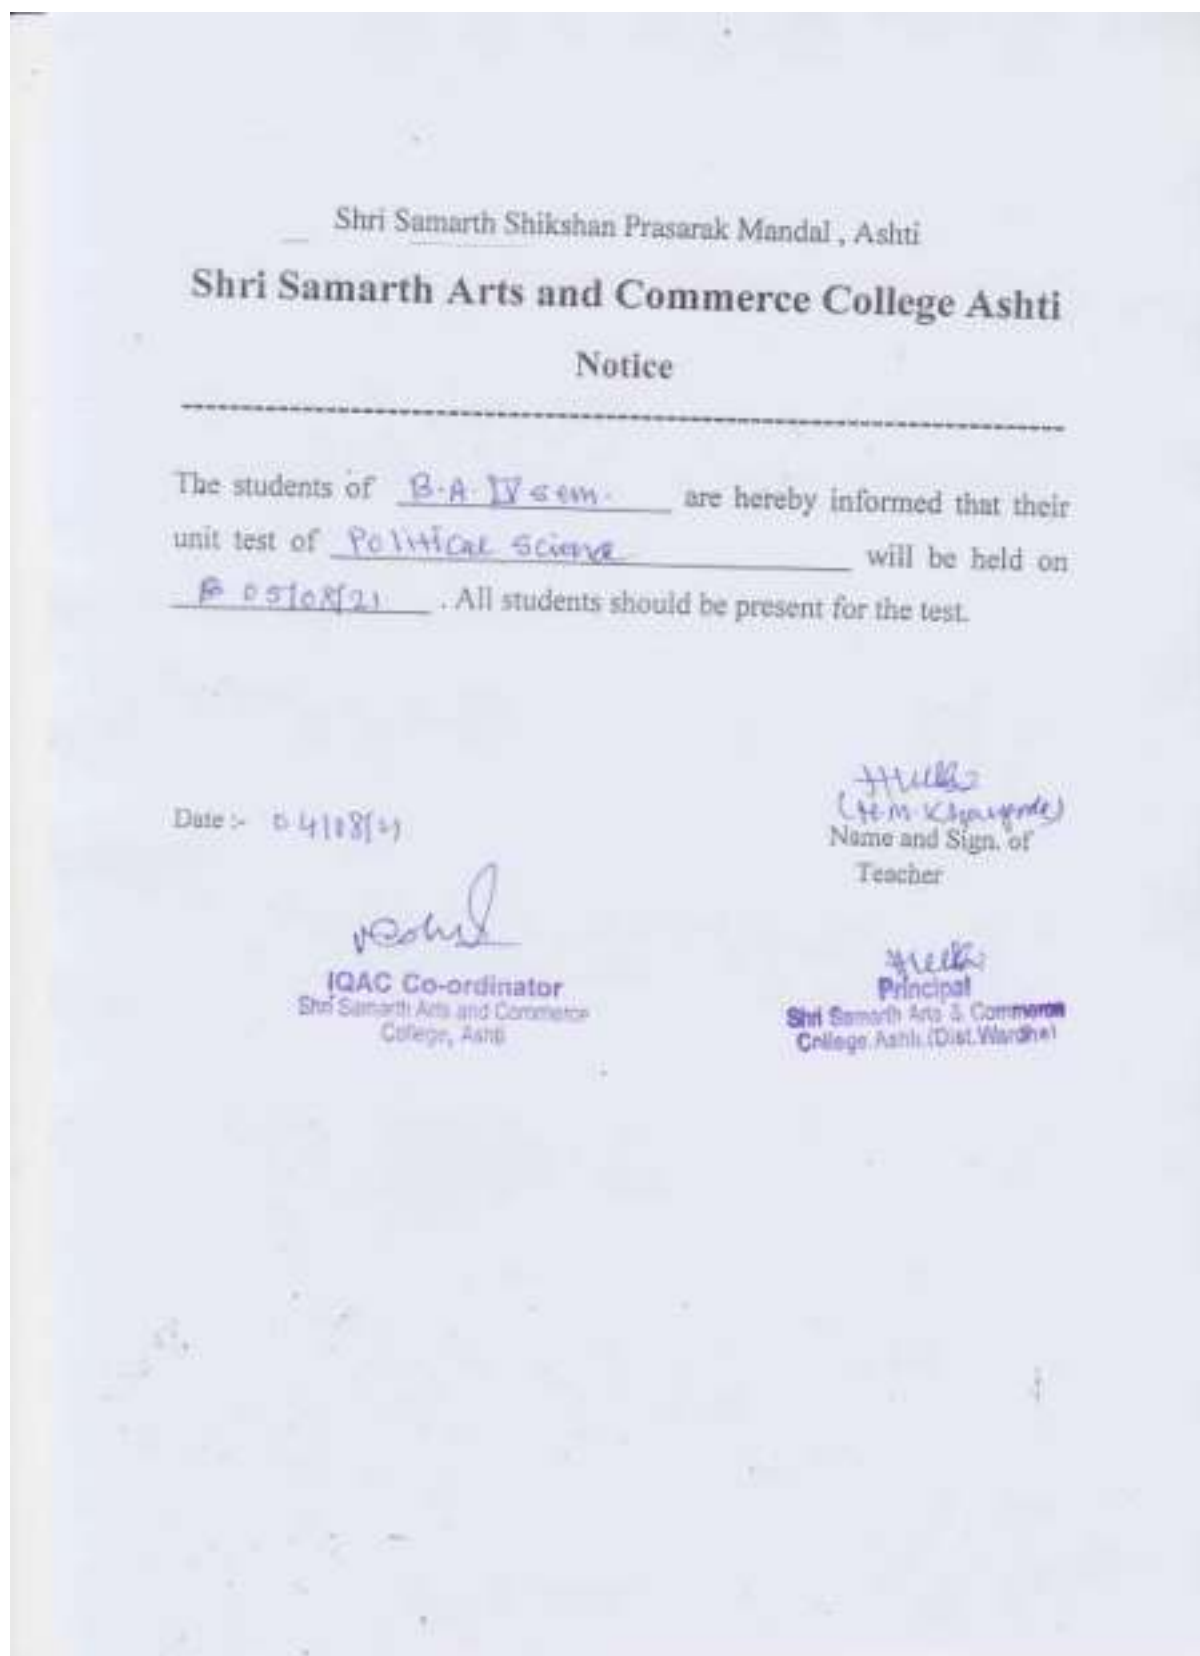 Shri Samarth Shikshan Prasarak Mandal , Ashti
Shri Samarth Arts and Commerce College Ashti
Notice
The students of B.A. IV sem. are hereby informed that their
unit test of Political Science will be held on
05/08/21 . All students should be present for the test.
Date :- 04/08/21
(H.M.
Name and Sign. of
Teacher
IQAC Co-ordinator
Shri Samarth Arts and Commerce
College, Ashti
Principal
Shri Samarth Arts & Commerce
College, Ashti.(Dist.Wardha)